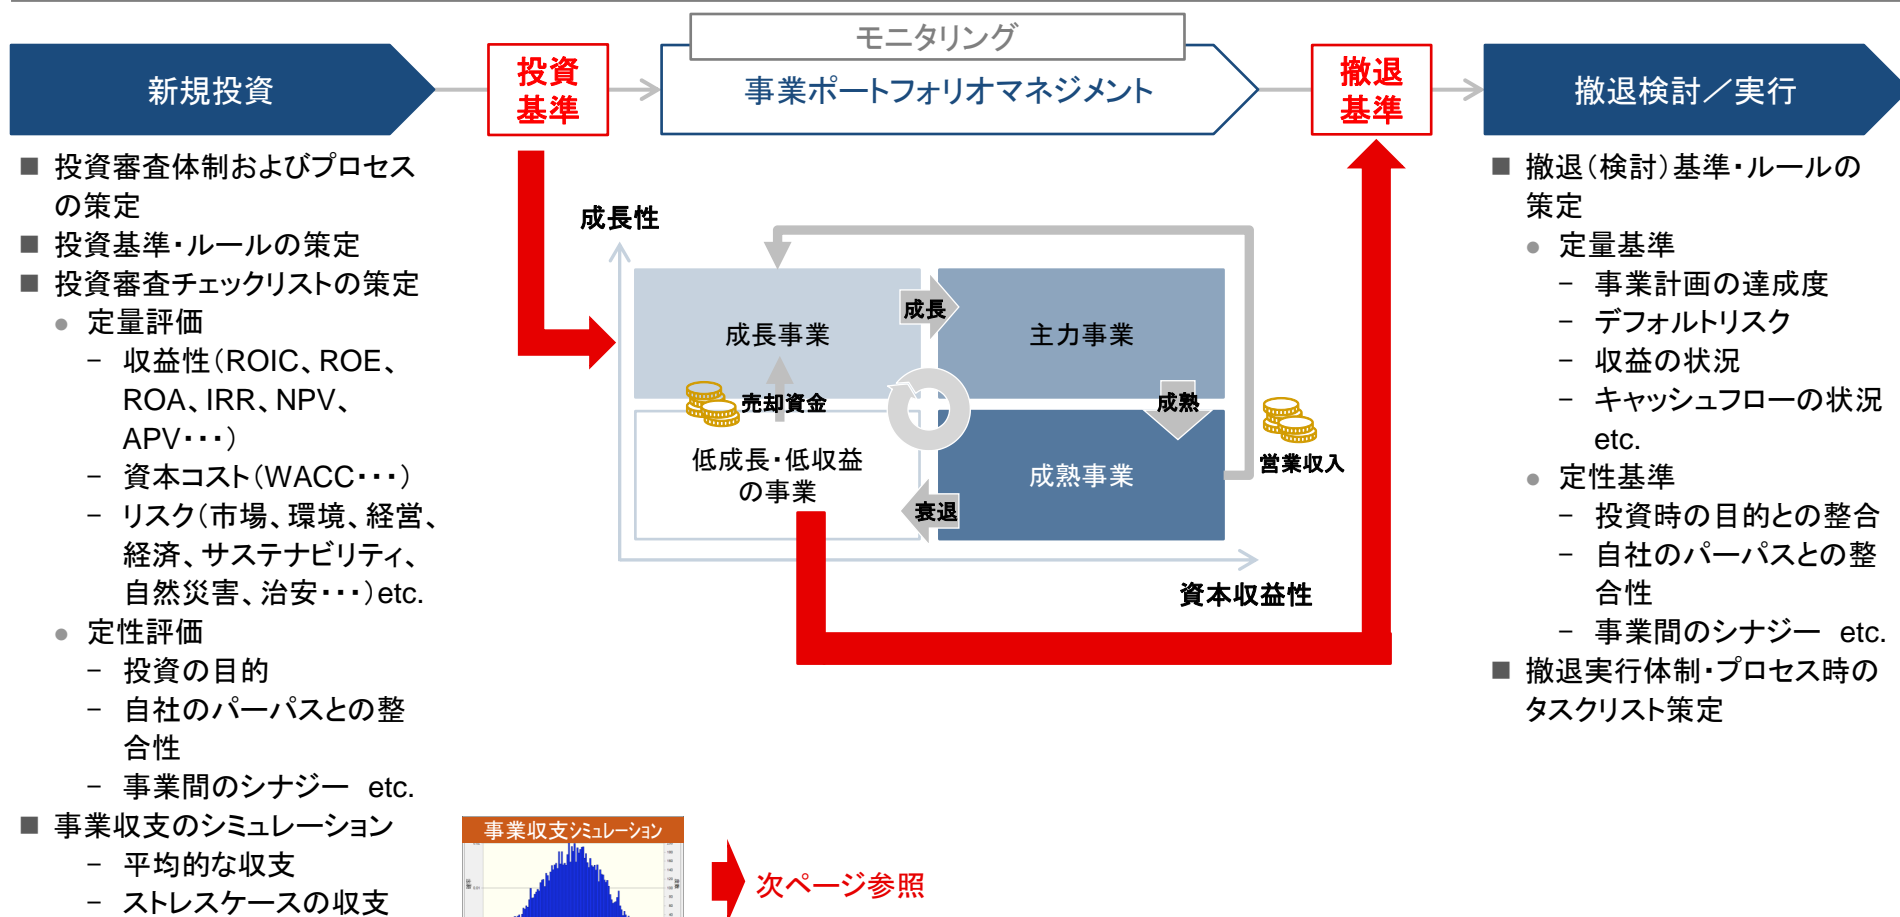 モニタリング
新規投資
投資
基準
事業ポートフォリオマネジメント
撤退
基準
撤退検討／実行
■ 投資審査体制およびプロセス
の策定
■ 投資基準・ルールの策定
■ 投資審査チェックリストの策定
● 定量評価
− 収益性（ROIC、ROE、
ROA、IRR、NPV、
APV・・・）
− 資本コスト（WACC・・・）
− リスク（市場、環境、経営、
経済、サステナビリティ、
自然災害、治安・・・）etc.
● 定性評価
− 投資の目的
− 自社のパーパスとの整
合性
− 事業間のシナジー etc.
■ 事業収支のシミュレーション
− 平均的な収支
− ストレスケースの収支
成長性
成長事業
成長
主力事業
売却資金
成熟
低成長・低収益
の事業
衰退
成熟事業
営業収入
資本収益性
事業収支シミュレーション
次ページ参照
■ 撤退（検討）基準・ルールの
策定
● 定量基準
− 事業計画の達成度
− デフォルトリスク
− 収益の状況
− キャッシュフローの状況
etc.
● 定性基準
− 投資時の目的との整合
− 自社のパーパスとの整
合性
− 事業間のシナジー etc.
■ 撤退実行体制・プロセス時の
タスクリスト策定